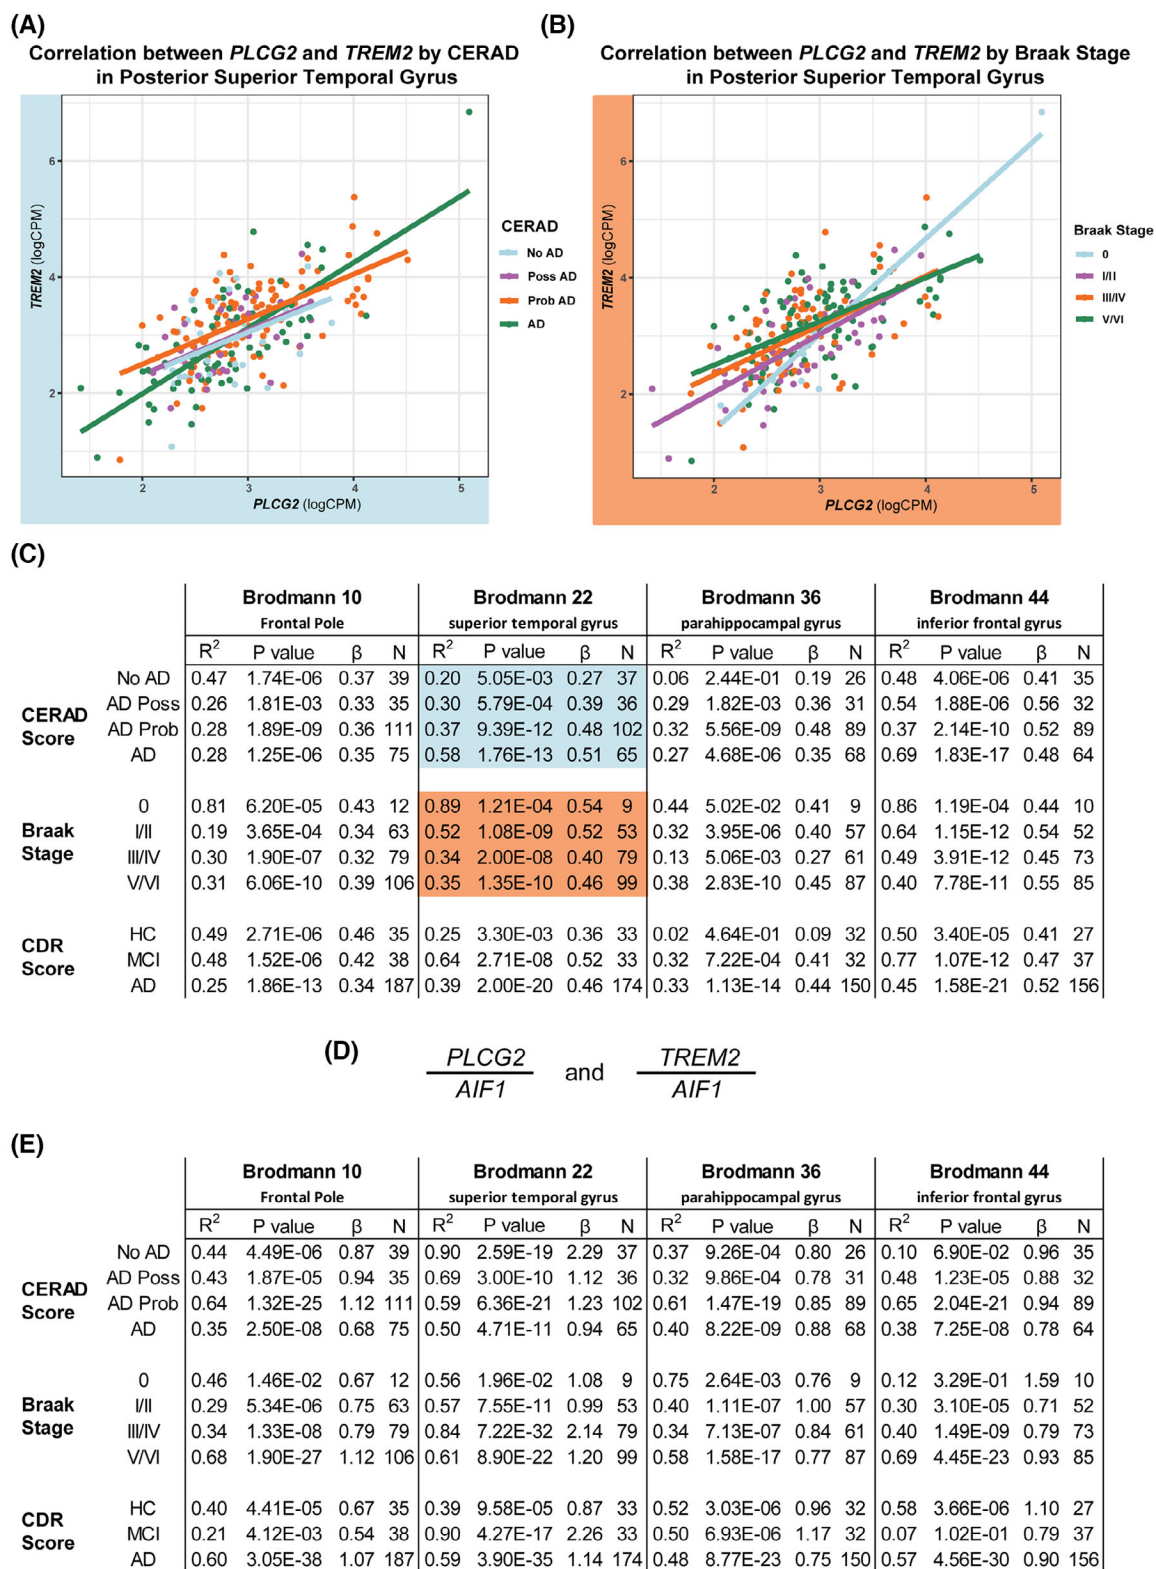 (A)
Correlation between PLCG2 and TREM2 by CERAD
in Posterior Superior Temporal Gyrus
TREM2 (logCPM)
6
4
2
2 3 4 5
PLCG2 (logCPM)
CERAD
No AD
Poss AD
Prob AD
AD
(B)
Correlation between PLCG2 and TREM2 by Braak Stage
in Posterior Superior Temporal Gyrus
TREM2 (logCPM)
6
4
2
2 3 4 5
PLCG2 (logCPM)
Braak Stage
0
I/II
III/IV
V/VI
(C)
Brodmann 10 Brodmann 22 Brodmann 36 Brodmann 44
Frontal Pole superior temporal gyrus parahippocampal gyrus inferior frontal gyrus
R² P value β N R² P value β N R² P value β N R² P value β N
CERAD Score
No AD 0.47 1.74E-06 0.37 39 0.20 5.05E-03 0.27 37 0.06 2.44E-01 0.19 26 0.48 4.06E-06 0.41 35
AD Poss 0.26 1.81E-03 0.33 35 0.30 5.79E-04 0.39 36 0.29 1.82E-03 0.36 31 0.54 1.88E-06 0.56 32
AD Prob 0.28 1.89E-09 0.36 111 0.37 9.39E-12 0.48 102 0.32 5.56E-09 0.48 89 0.37 2.14E-10 0.52 89
AD 0.28 1.25E-06 0.35 75 0.58 1.76E-13 0.51 65 0.27 4.68E-06 0.35 68 0.69 1.83E-17 0.48 64
Braak Stage
0 0.81 6.20E-05 0.43 12 0.89 1.21E-04 0.54 9 0.44 5.02E-02 0.41 9 0.86 1.19E-04 0.44 10
I/II 0.19 3.65E-04 0.34 63 0.52 1.08E-09 0.52 53 0.32 3.95E-06 0.40 57 0.64 1.15E-12 0.54 52
III/IV 0.30 1.90E-07 0.32 79 0.34 2.00E-08 0.40 79 0.13 5.06E-03 0.27 61 0.49 3.91E-12 0.45 73
V/VI 0.31 6.06E-10 0.39 106 0.35 1.35E-10 0.46 99 0.38 2.83E-10 0.45 87 0.40 7.78E-11 0.55 85
CDR Score
HC 0.49 2.71E-06 0.46 35 0.25 3.30E-03 0.36 33 0.02 4.64E-01 0.09 32 0.50 3.40E-05 0.41 27
MCI 0.48 1.52E-06 0.42 38 0.64 2.71E-08 0.52 33 0.32 7.22E-04 0.41 32 0.77 1.07E-12 0.47 37
AD 0.25 1.86E-13 0.34 187 0.39 2.00E-20 0.46 174 0.33 1.13E-14 0.44 150 0.45 1.58E-21 0.52 156
(D)
PLCG2 and TREM2
AIF1 AIF1
(E)
Brodmann 10 Brodmann 22 Brodmann 36 Brodmann 44
Frontal Pole superior temporal gyrus parahippocampal gyrus inferior frontal gyrus
R² P value β N R² P value β N R² P value β N R² P value β N
CERAD Score
No AD 0.44 4.49E-06 0.87 39 0.90 2.59E-19 2.29 37 0.37 9.26E-04 0.80 26 0.10 6.90E-02 0.96 35
AD Poss 0.43 1.87E-05 0.94 35 0.69 3.00E-10 1.12 36 0.32 9.86E-04 0.78 31 0.48 1.23E-05 0.88 32
AD Prob 0.64 1.32E-25 1.12 111 0.59 6.36E-21 1.23 102 0.61 1.47E-19 0.85 89 0.65 2.04E-21 0.94 89
AD 0.35 2.50E-08 0.68 75 0.50 4.71E-11 0.94 65 0.40 8.22E-09 0.88 68 0.38 7.25E-08 0.78 64
Braak Stage
0 0.46 1.46E-02 0.67 12 0.56 1.96E-02 1.08 9 0.75 2.64E-03 0.76 9 0.12 3.29E-01 1.59 10
I/II 0.29 5.34E-06 0.75 63 0.57 7.55E-11 0.99 53 0.40 1.11E-07 1.00 57 0.30 3.10E-05 0.71 52
III/IV 0.34 1.33E-08 0.79 79 0.84 7.22E-32 2.14 79 0.34 7.13E-07 0.84 61 0.40 1.49E-09 0.79 73
V/VI 0.68 1.90E-27 1.12 106 0.61 8.90E-22 1.20 99 0.58 1.58E-17 0.77 87 0.69 4.45E-23 0.93 85
CDR Score
HC 0.40 4.41E-05 0.67 35 0.39 9.58E-05 0.87 33 0.52 3.03E-06 0.96 32 0.58 3.66E-06 1.10 27
MCI 0.21 4.12E-03 0.54 38 0.90 4.27E-17 2.26 33 0.50 6.93E-06 1.17 32 0.07 1.02E-01 0.79 37
AD 0.60 3.05E-38 1.07 187 0.59 3.90E-35 1.14 174 0.48 8.77E-23 0.75 150 0.57 4.56E-30 0.90 156